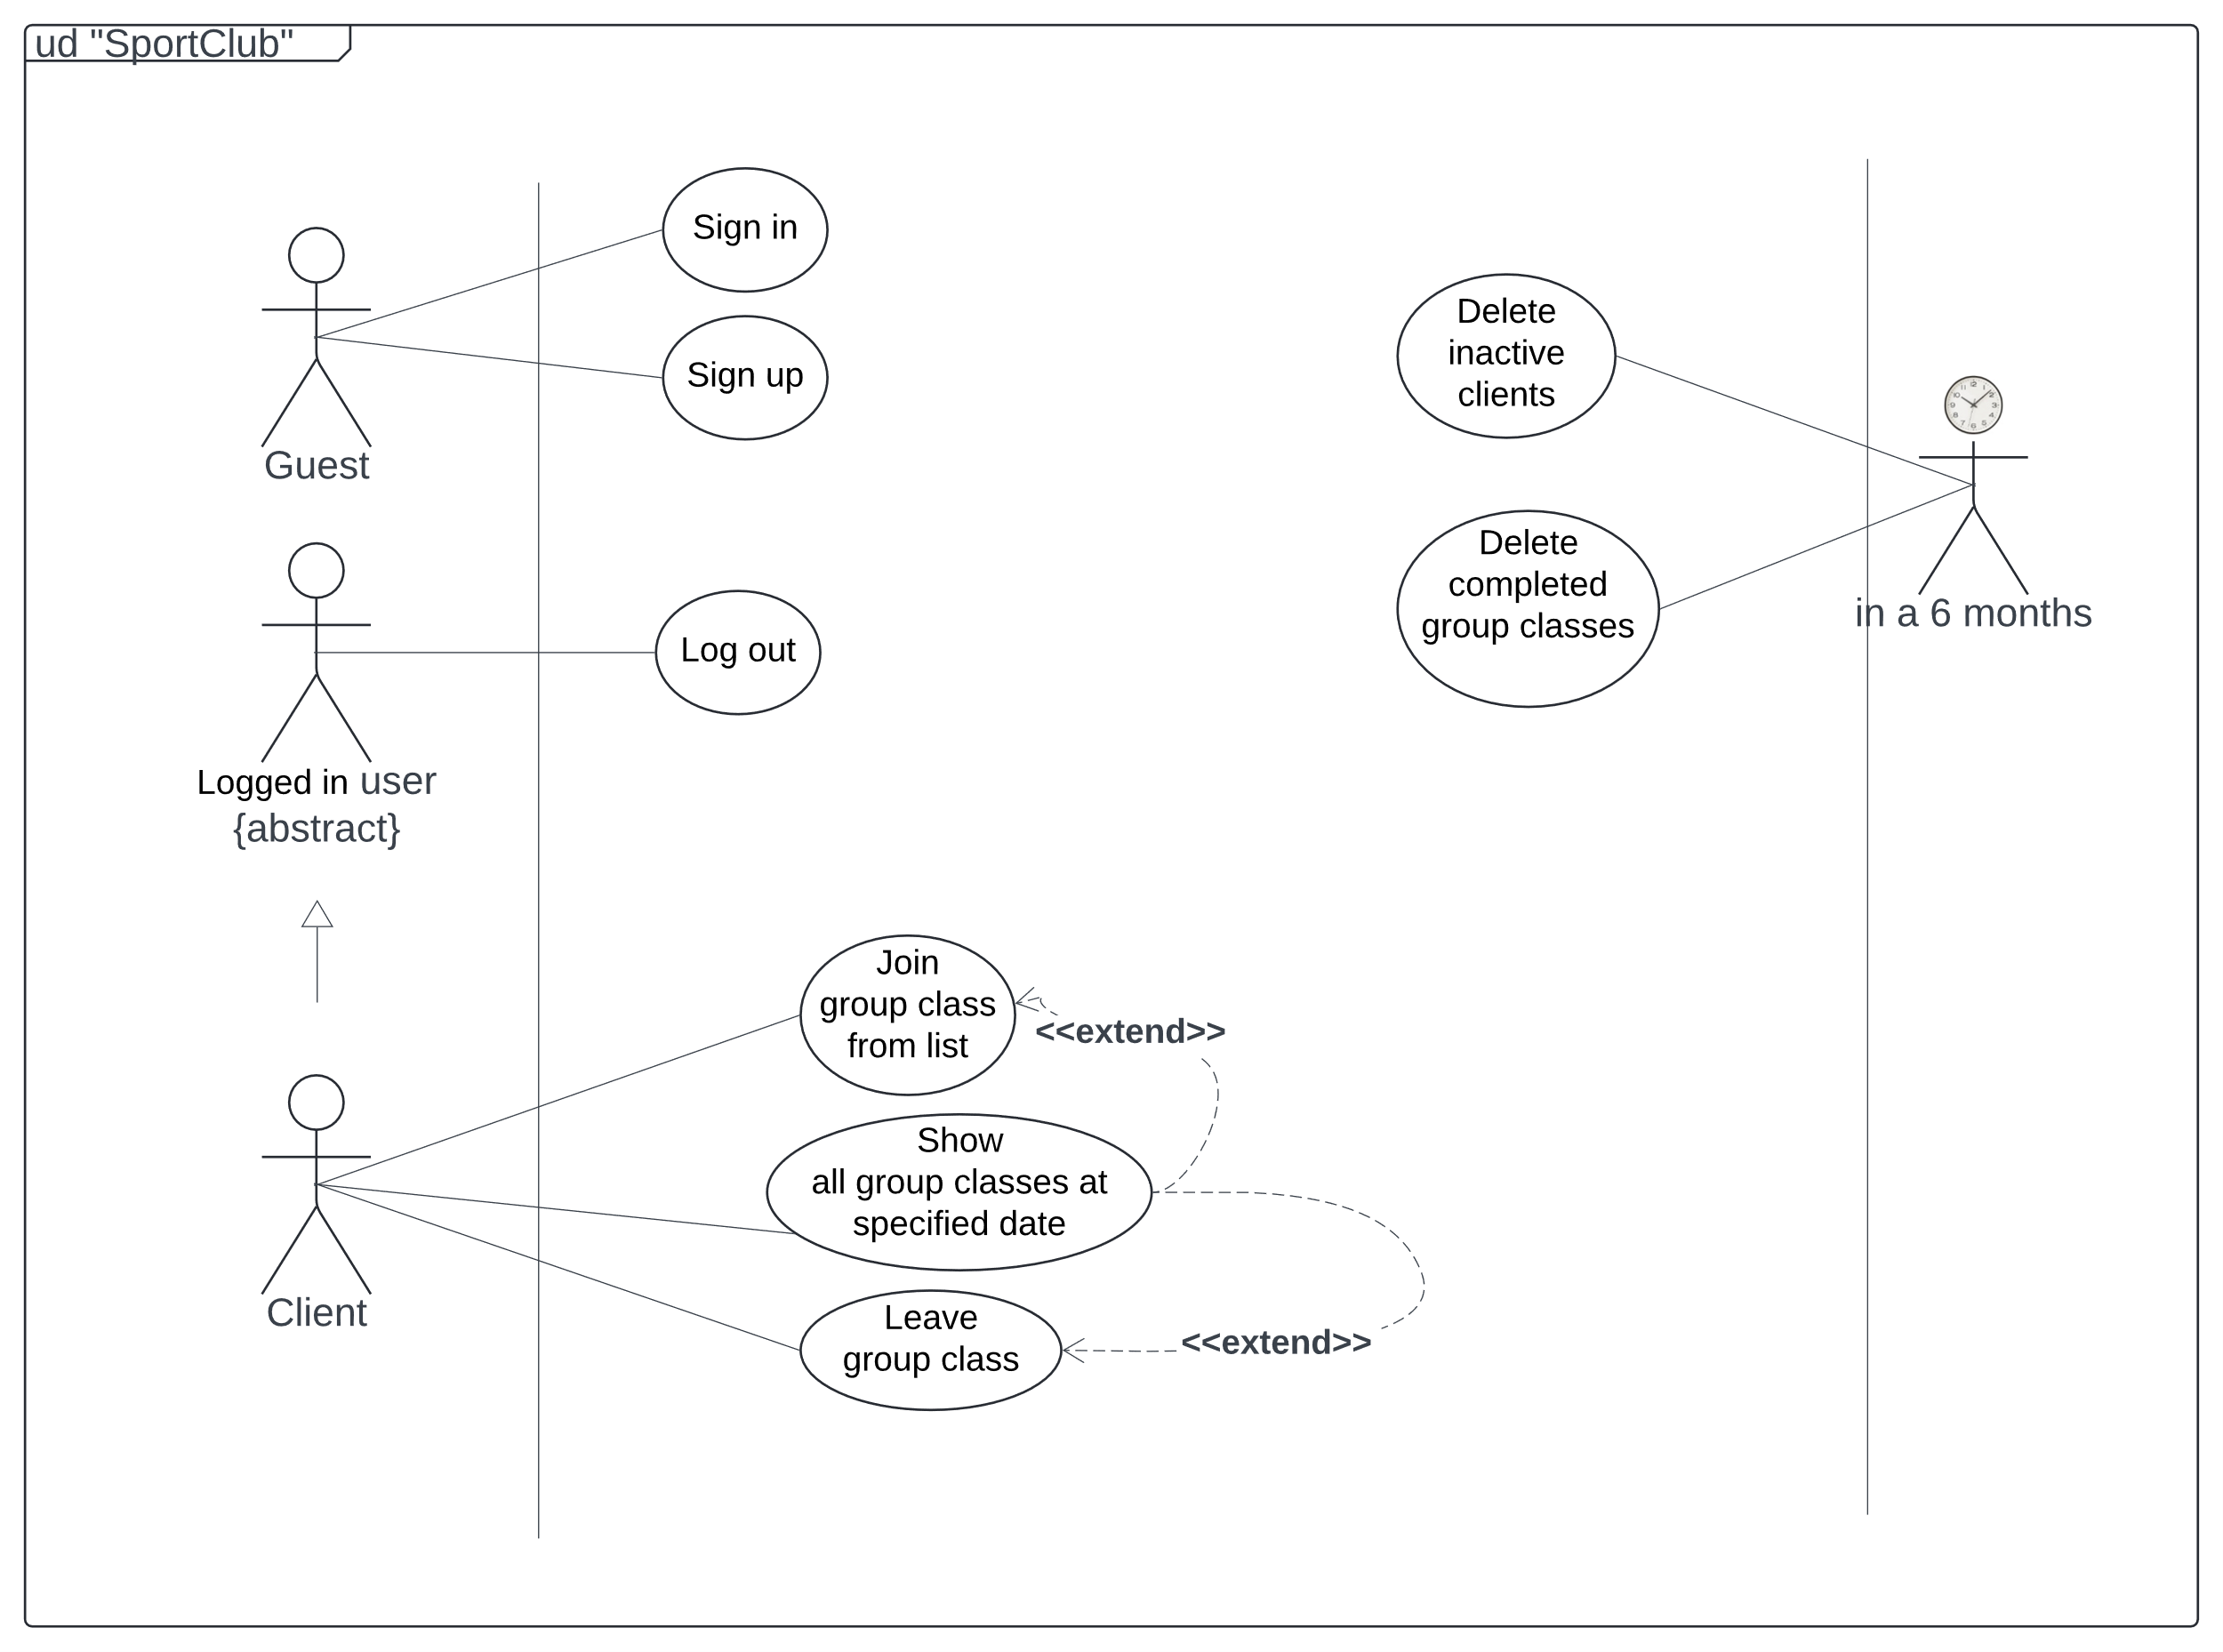 ud "SportClub"
Sign in
Sign up
Guest
Delete
inactive
clients
Delete
completed
group classes
in a 6 months
Log out
Logged in user
{abstract}
Join
group class
from list
<<extend>>
Show
all group classes at
specified date
Client
Leave
group class
<<extend>>